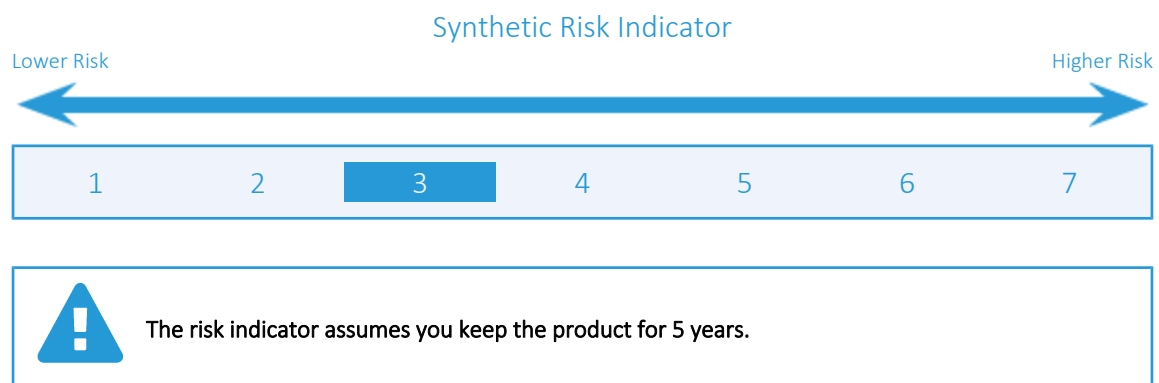 Synthetic Risk Indicator
Lower Risk Higher Risk
1 2 3 4 5 6 7
The risk indicator assumes you keep the product for 5 years.